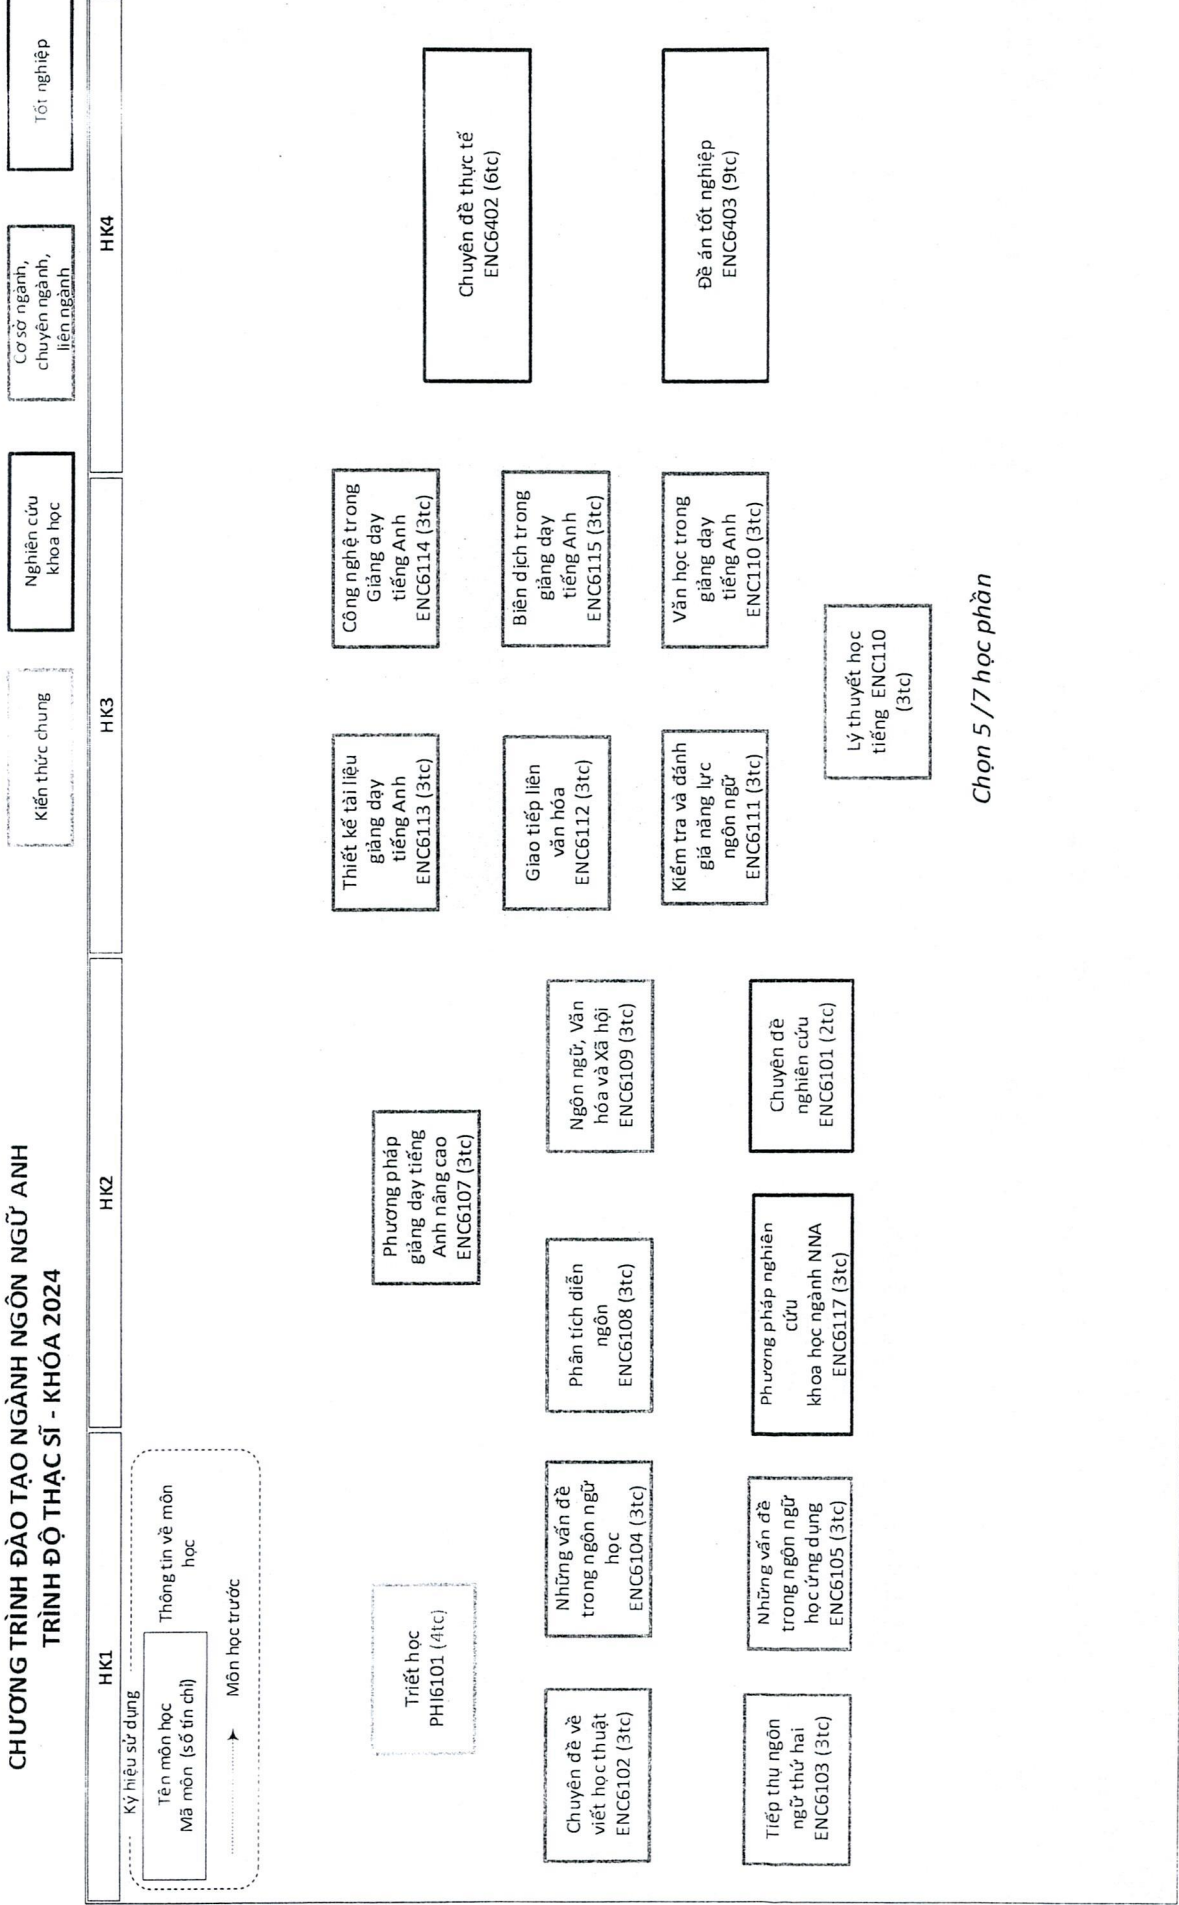 CHƯƠNG TRÌNH ĐÀO TẠO NGÀNH NGÔN NGỮ ANH
TRÌNH ĐỘ THẠC SĨ - KHÓA 2024
Kiến thức chung
Nghiên cứu
khoa học
Cơ sở ngành,
chuyên ngành,
liên ngành
Tốt nghiệp
HK1
HK2
HK3
HK4
Ký hiệu sử dụng
Tên môn học
Mã môn (số tín chỉ)
Thông tin về môn
học
Môn học trước
Triết học
PHI6101 (4tc)
Chuyên đề về
viết học thuật
ENC6102 (3tc)
Những vấn đề
trong ngôn ngữ
học
ENC6104 (3tc)
Tiếp thụ ngôn
ngữ thứ hai
ENC6103 (3tc)
Những vấn đề
trong ngôn ngữ
học ứng dụng
ENC6105 (3tc)
Phương pháp
giảng dạy tiếng
Anh nâng cao
ENC6107 (3tc)
Phân tích diễn
ngôn
ENC6108 (3tc)
Ngôn ngữ, Văn
hóa và Xã hội
ENC6109 (3tc)
Phương pháp nghiên
cứu
khoa học ngành NNA
ENC6117 (3tc)
Chuyên đề
nghiên cứu
ENC6101 (2tc)
Thiết kế tài liệu
giảng dạy
tiếng Anh
ENC6113 (3tc)
Công nghệ trong
Giảng dạy
tiếng Anh
ENC6114 (3tc)
Giao tiếp liên
văn hóa
ENC6112 (3tc)
Biên dịch trong
giảng dạy
tiếng Anh
ENC6115 (3tc)
Kiểm tra và đánh
giá năng lực
ngôn ngữ
ENC6111 (3tc)
Văn học trong
giảng dạy
tiếng Anh
ENC110 (3tc)
Lý thuyết học
tiếng ENC110
(3tc)
Chọn 5 /7 học phần
Chuyên đề thực tế
ENC6402 (6tc)
Đề án tốt nghiệp
ENC6403 (9tc)